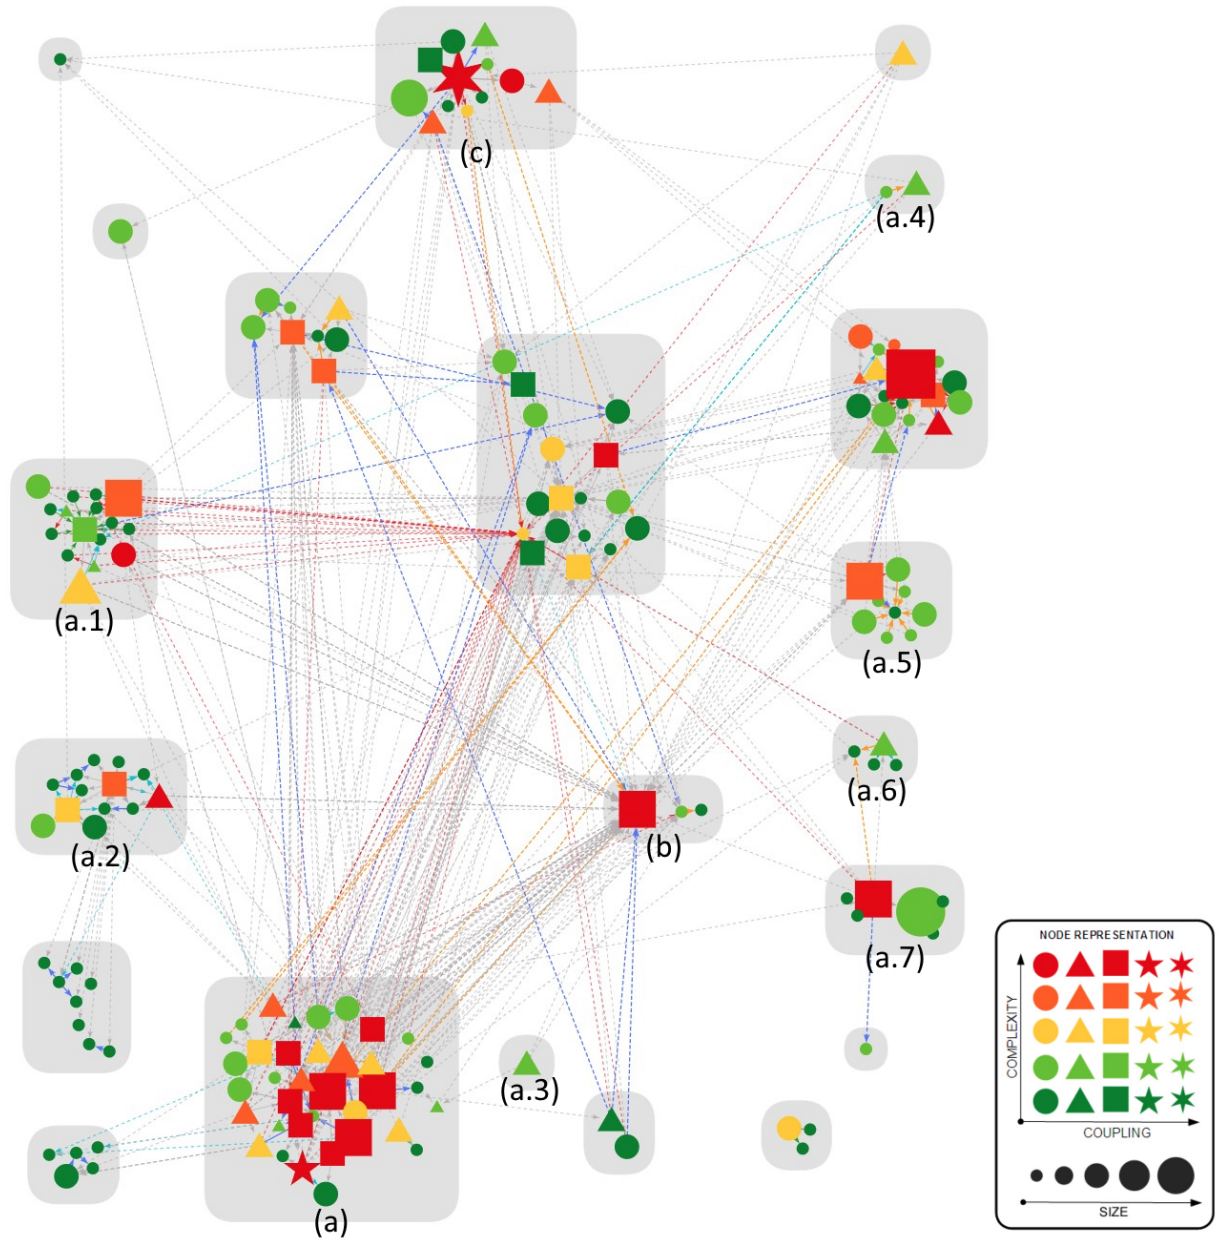 (c)
(a.4)
(a.1)
(a.5)
(a.6)
(b)
(a.2)
(a.7)
(a.3)
(a)
NODE REPRESENTATION
COMPLEXITY
COUPLING
SIZE